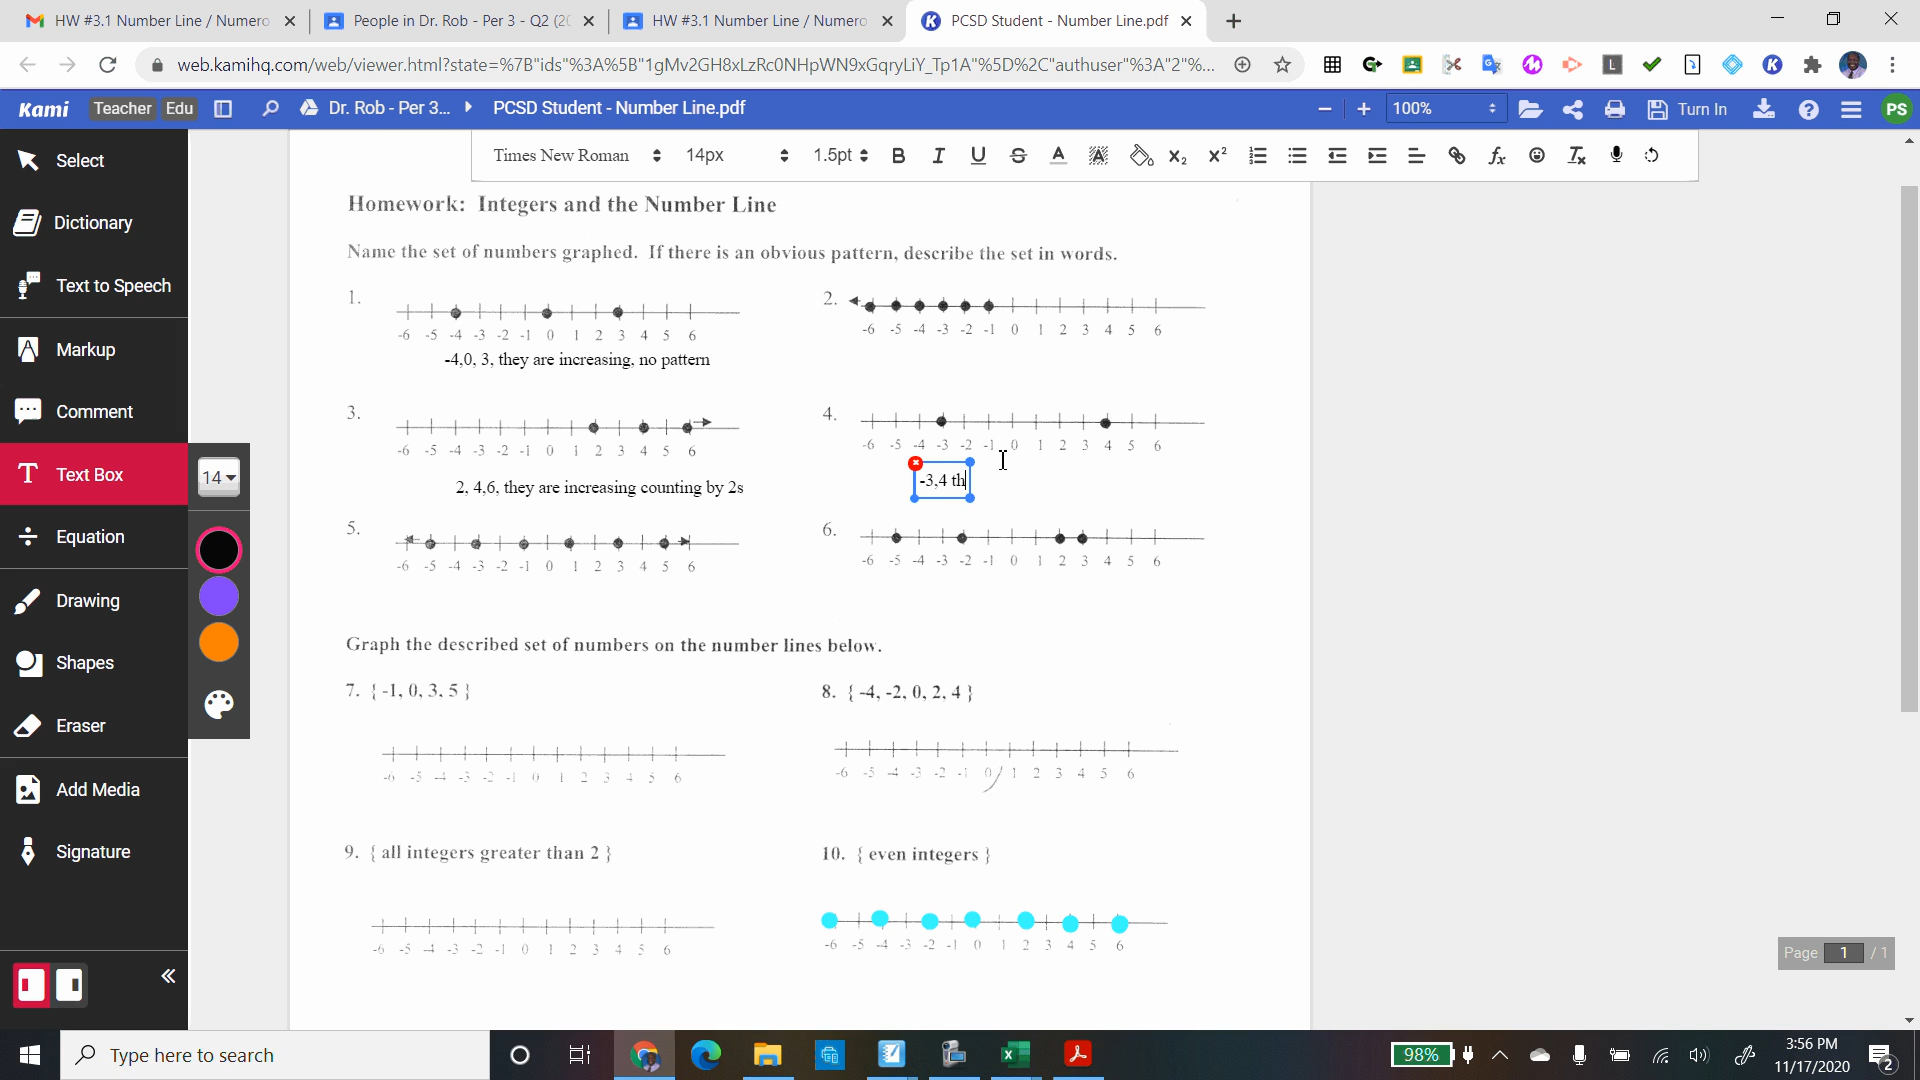 HW #3.1 Number Line / Numero
People in Dr. Rob - Per 3 - Q2 (20
HW #3.1 Number Line / Numero
PCSD Student - Number Line.pdf
web.kamihq.com/web/viewer.html?state=%7B"ids"%3A%5B"1gMv2GH8xLzRc0NHpWN9xGqryLiY_Tp1A"%5D%2C"authuser"%3A"2"%...
Kami Teacher Edu Dr. Rob - Per 3... PCSD Student - Number Line.pdf 100% Turn In PS
Times New Roman 14px 1.5pt B I U S A A X₂ X² fx Tx
Select
Dictionary
Text to Speech
Markup
Comment
Text Box
14
Equation
Drawing
Shapes
Eraser
Add Media
Signature
Homework: Integers and the Number Line
Name the set of numbers graphed. If there is an obvious pattern, describe the set in words.
1.
-6 -5 -4 -3 -2 -1 0 1 2 3 4 5 6
-4,0, 3, they are increasing, no pattern
2.
-6 -5 -4 -3 -2 -1 0 1 2 3 4 5 6
3.
-6 -5 -4 -3 -2 -1 0 1 2 3 4 5 6
2, 4,6, they are increasing counting by 2s
4.
-6 -5 -4 -3 -2 -1 0 1 2 3 4 5 6
-3,4 th
5.
-6 -5 -4 -3 -2 -1 0 1 2 3 4 5 6
6.
-6 -5 -4 -3 -2 -1 0 1 2 3 4 5 6
Graph the described set of numbers on the number lines below.
7. { -1, 0, 3, 5 }
-6 -5 -4 -3 -2 -1 0 1 2 3 4 5 6
8. { -4, -2, 0, 2, 4 }
-6 -5 -4 -3 -2 -1 0 1 2 3 4 5 6
9. { all integers greater than 2 }
-6 -5 -4 -3 -2 -1 0 1 2 3 4 5 6
10. { even integers }
-6 -5 -4 -3 -2 -1 0 1 2 3 4 5 6
Page 1 / 1
Type here to search
98%
3:56 PM
11/17/2020
2